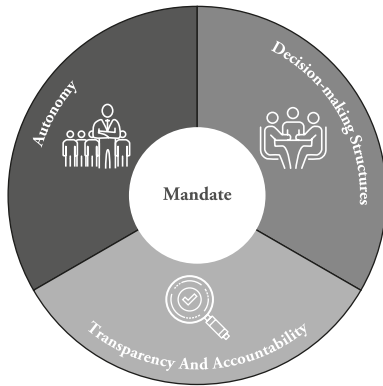 Autonomy
Decision-making Structures
Mandate
Transparency And Accountability